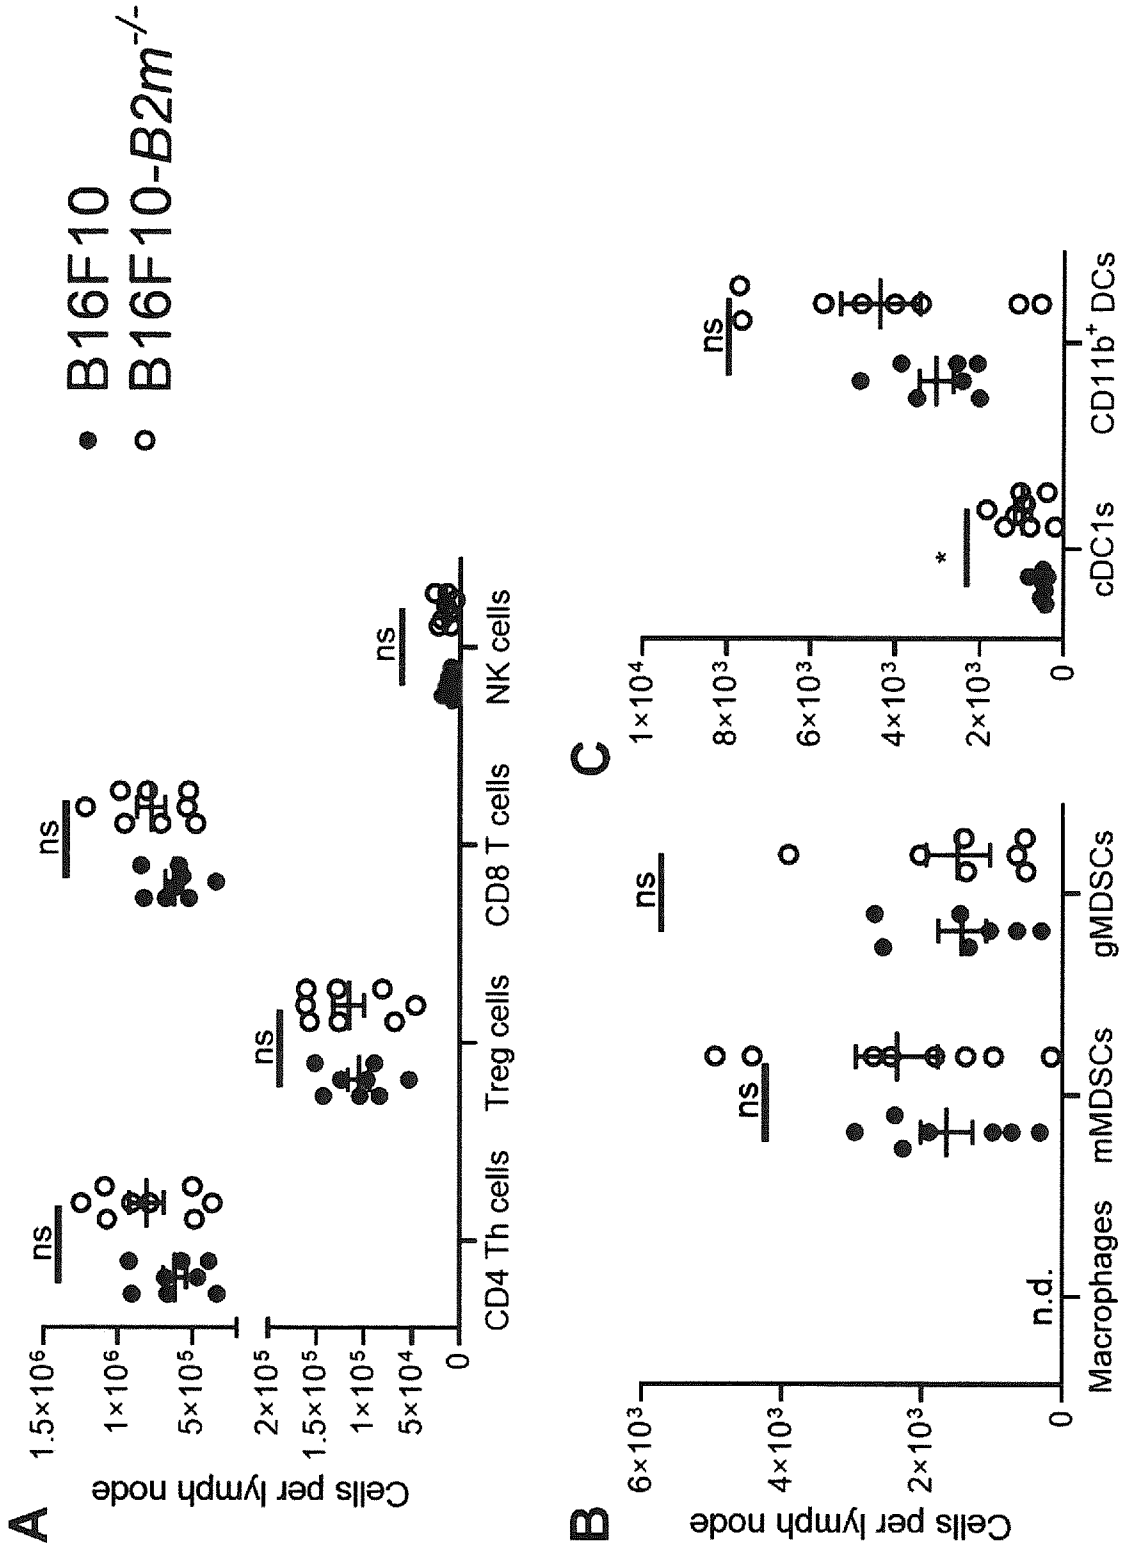 A
B16F10
B16F10-B2m-/-
Cells per lymph node
1.5×10⁶
1×10⁶
5×10⁵
2×10⁵
1.5×10⁵
1×10⁵
5×10⁴
0
ns
ns
ns
ns
CD4 Th cells
Treg cells
CD8 T cells
NK cells
B
Cells per lymph node
6×10³
4×10³
2×10³
0
n.d.
ns
ns
Macrophages
mMDSCs
gMDSCs
C
1×10⁴
8×10³
6×10³
4×10³
2×10³
0
*
ns
cDC1s
CD11b⁺ DCs